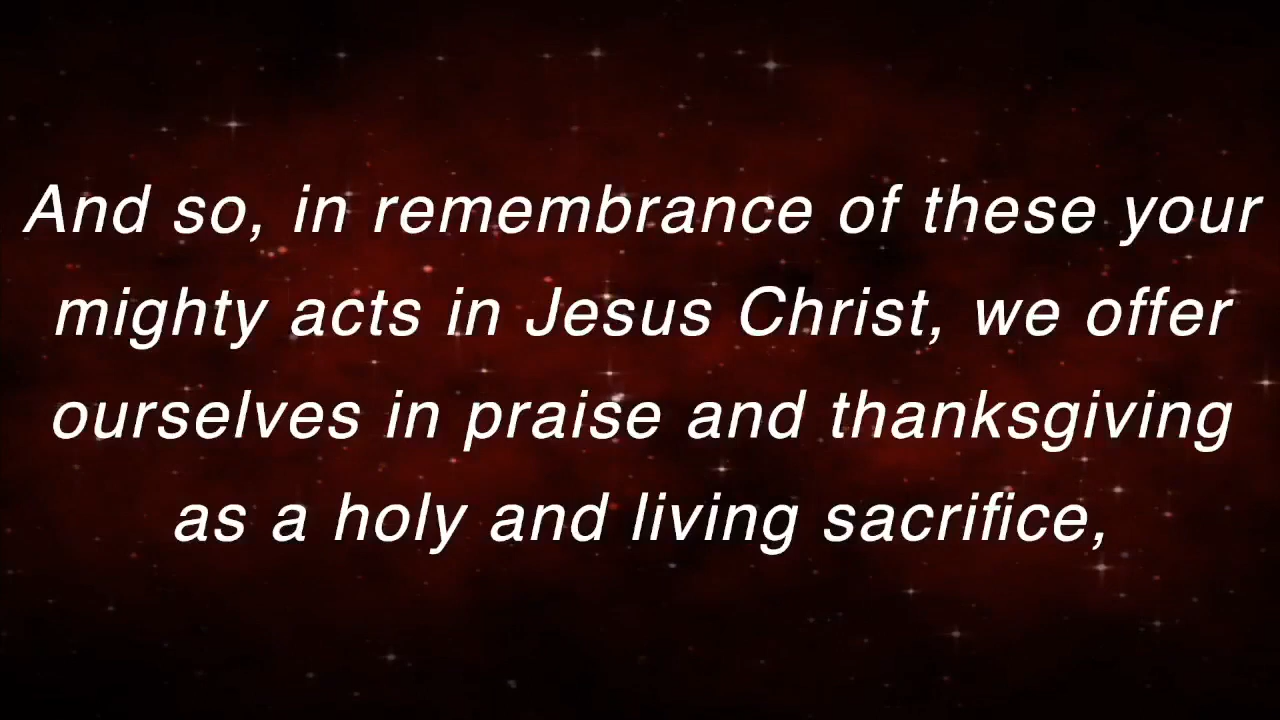 And so, in remembrance of these your
mighty acts in Jesus Christ, we offer
ourselves in praise and thanksgiving
as a holy and living sacrifice,